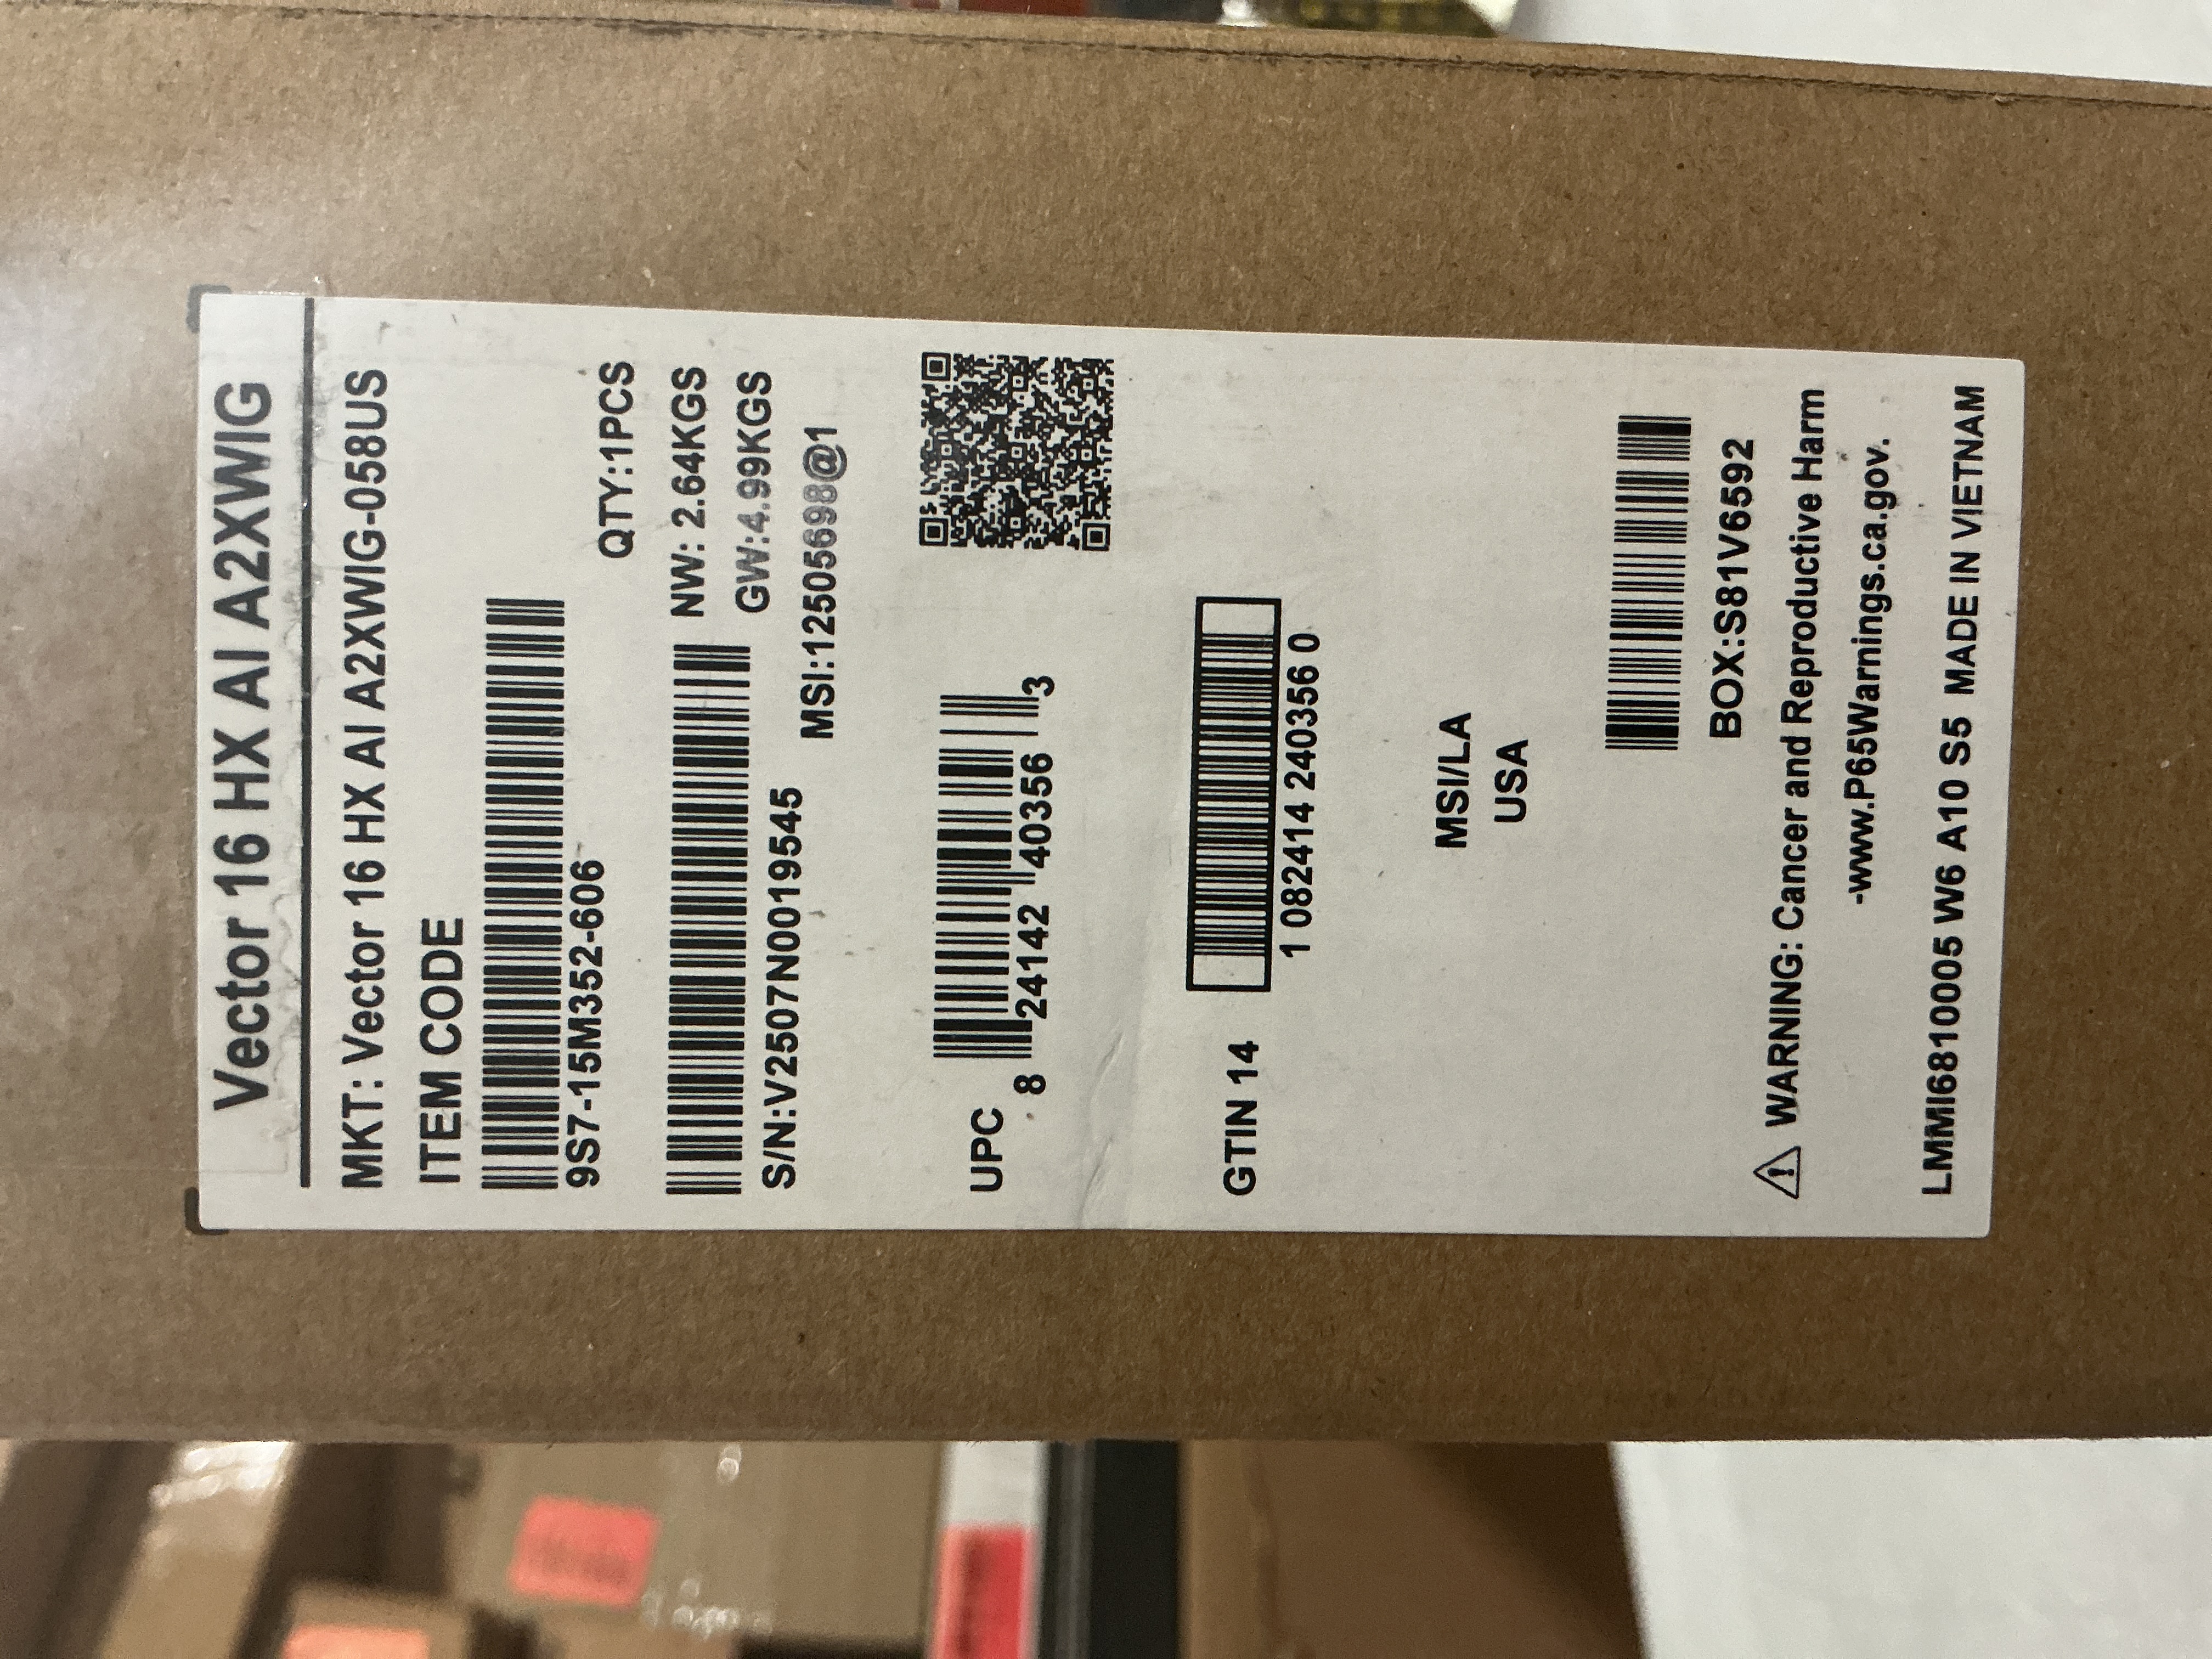 Vector 16 HX AI A2XWIG
MKT: Vector 16 HX AI A2XWIG-058US
ITEM CODE
9S7-15M352-606
QTY:1PCS
NW: 2.64KGS
GW:4.99KGS
S/N:V2507N0019545
MSI:12505698@1
UPC
8 24142 40356 3
GTIN 14
1 0824142 40356 0
MSI/LA
USA
BOX:S81V6592
⚠ WARNING: Cancer and Reproductive Harm
-www.P65Warnings.ca.gov.
LMMI6810005 W6 A10 S5 MADE IN VIETNAM